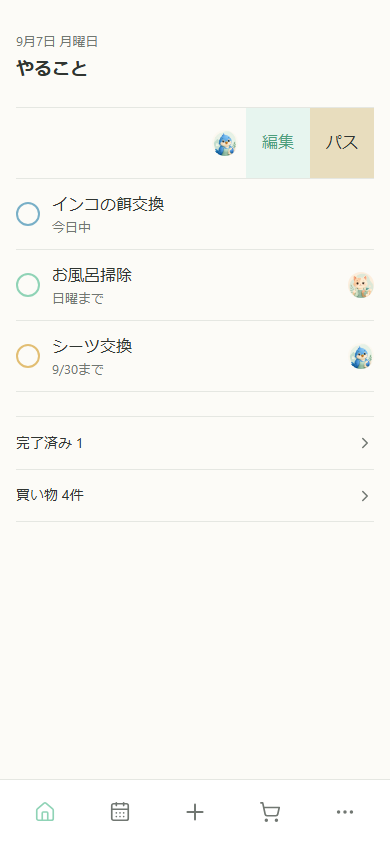 9月7日 月曜日
やること
編集
パス
インコの餌交換
今日中
お風呂掃除
日曜まで
シーツ交換
9/30まで
完了済み 1
買い物 4件